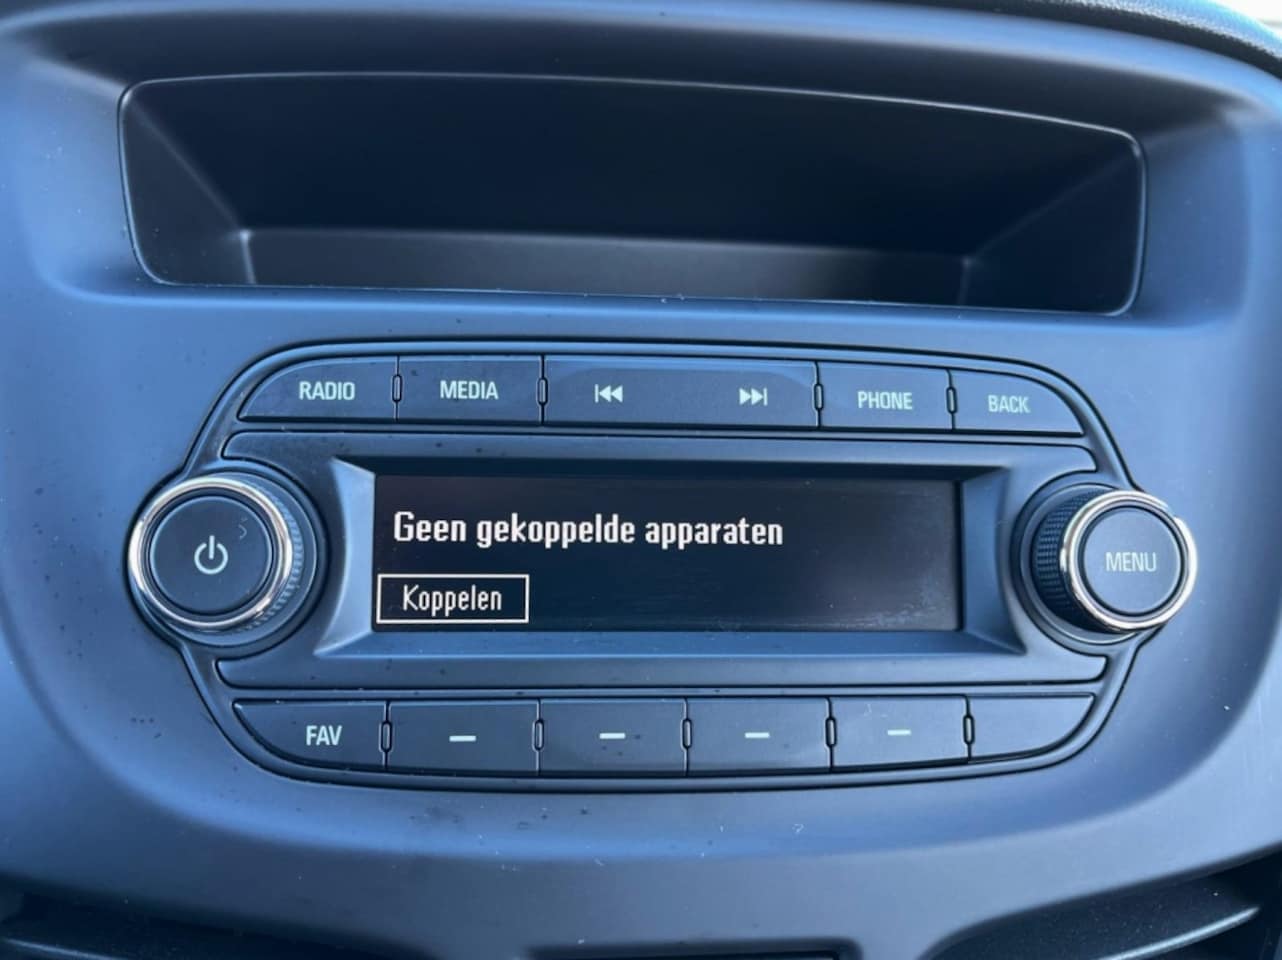 RADIO MEDIA PHONE BACK
Geen gekoppelde apparaten
Koppelen
MENU
FAV